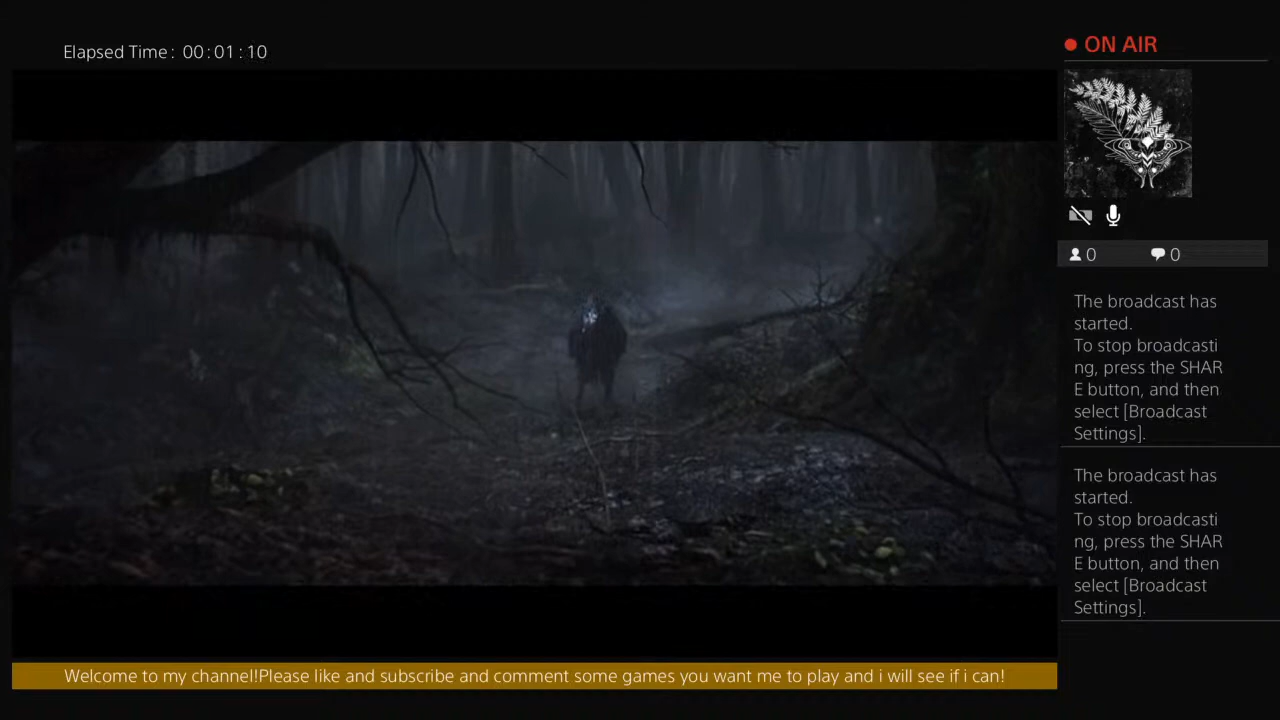 Elapsed Time: 00:01:10
ON AIR
0 0
The broadcast has
started.
To stop broadcasti
ng, press the SHAR
E button, and then
select [Broadcast
Settings].
The broadcast has
started.
To stop broadcasti
ng, press the SHAR
E button, and then
select [Broadcast
Settings].
Welcome to my channel!Please like and subscribe and comment some games you want me to play and i will see if i can!